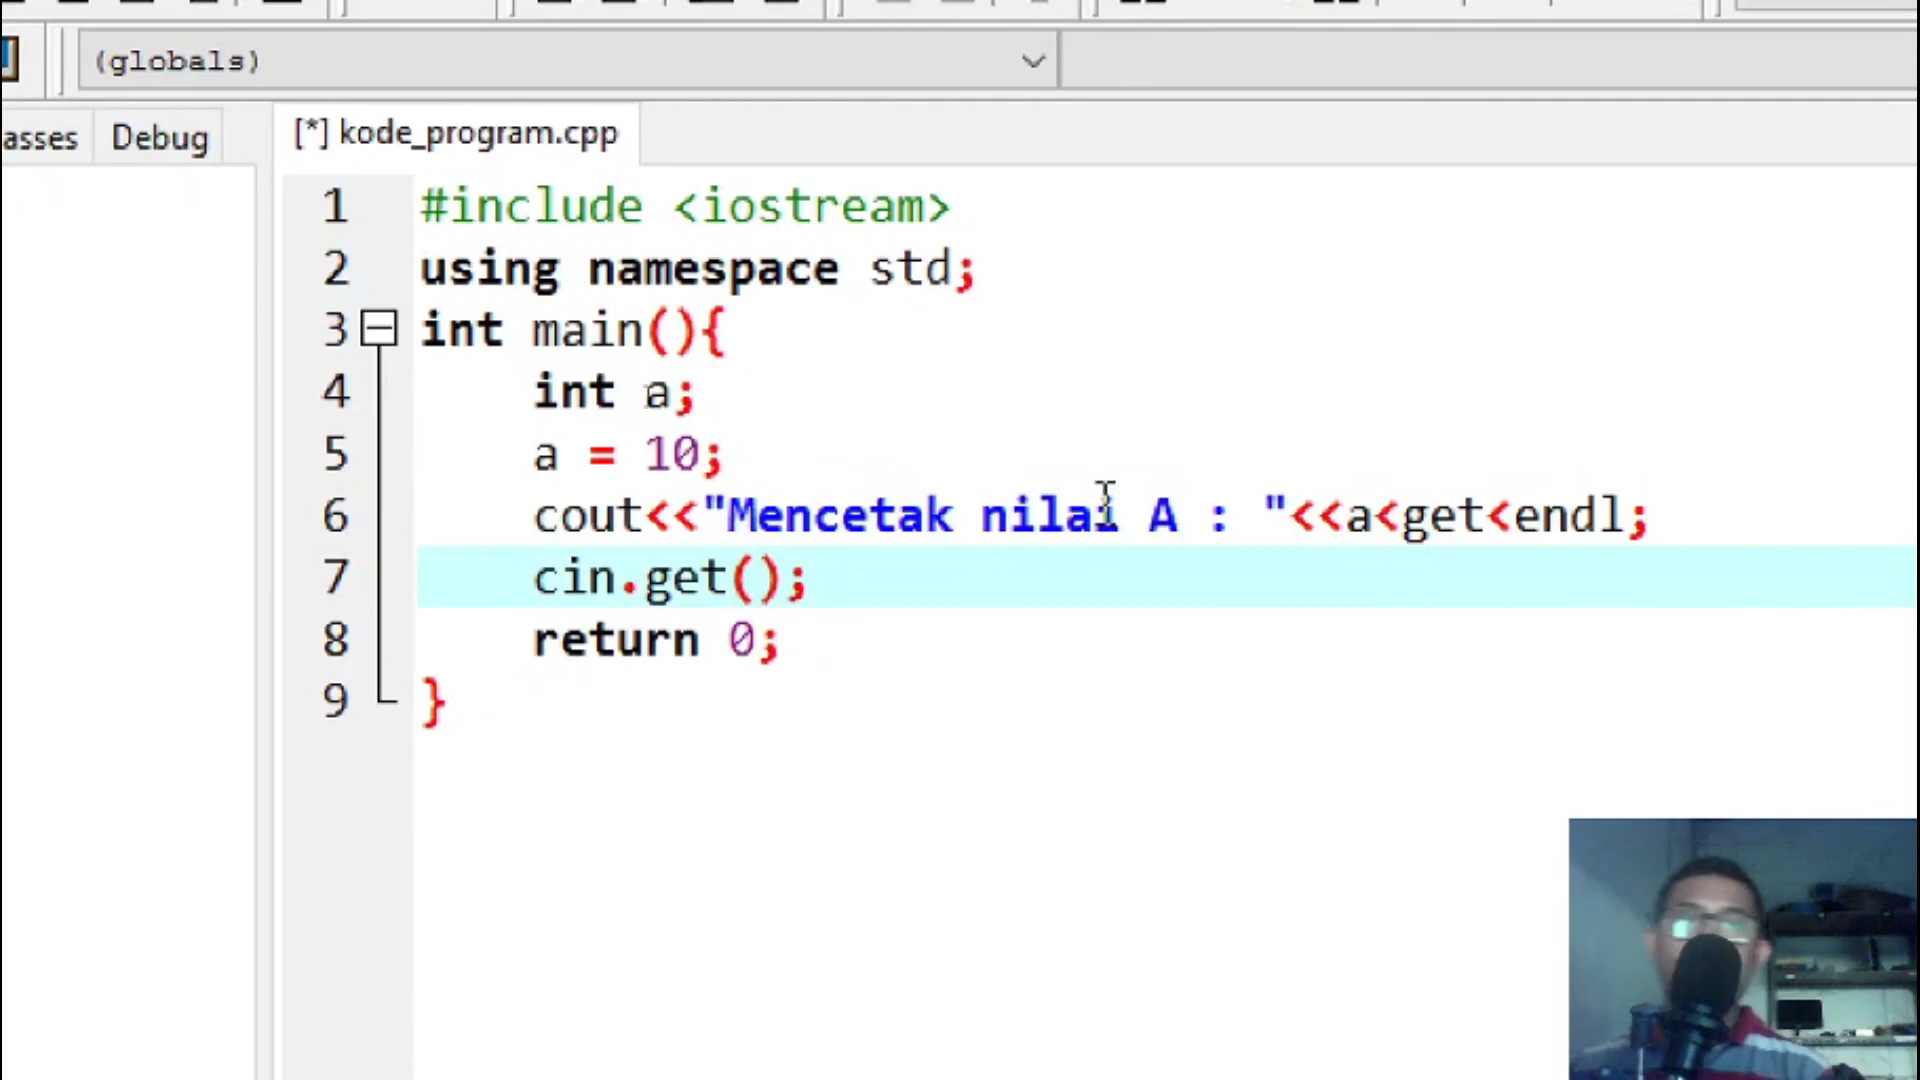 (globals)
asses
Debug
[*] kode_program.cpp
1 #include <iostream>
2 using namespace std;
3 int main(){
4 int a;
5 a = 10;
6 cout<<"Mencetak nilai A : "<<a<get<endl;
7 cin.get();
8 return 0;
9 }